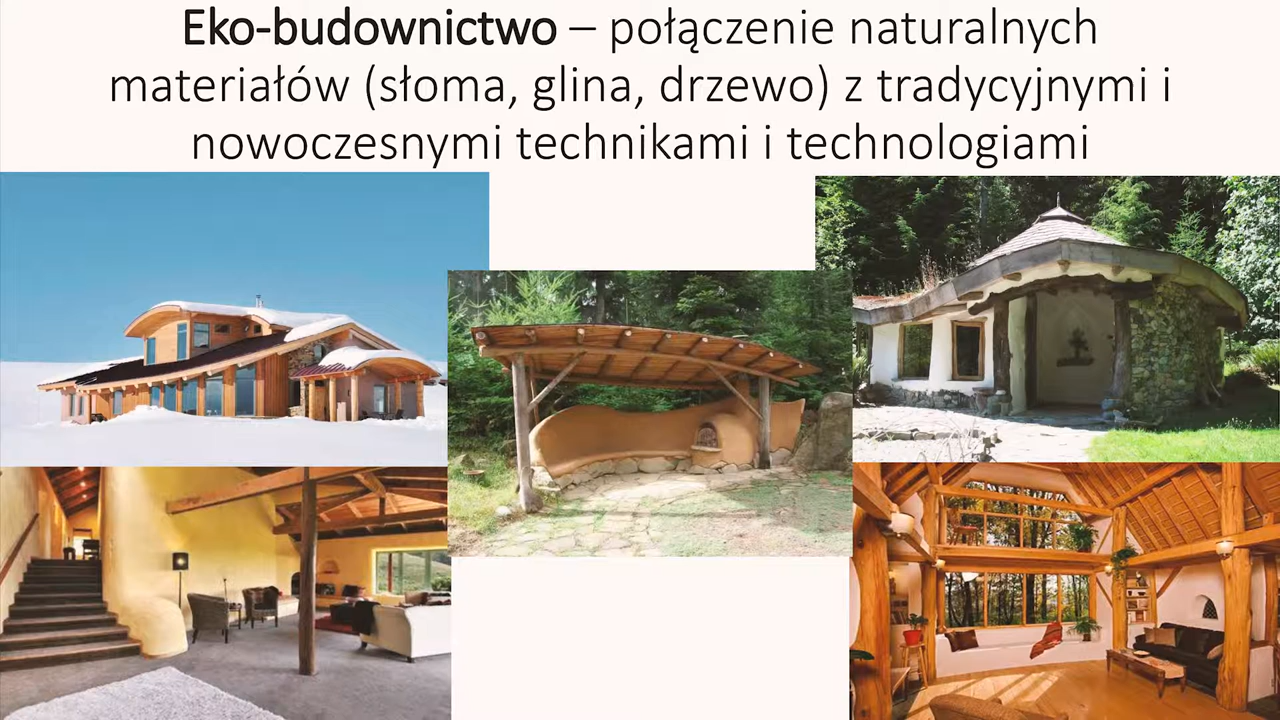 Eko-budownictwo – połączenie naturalnych
materiałów (słoma, glina, drzewo) z tradycyjnymi i
nowoczesnymi technikami i technologiami